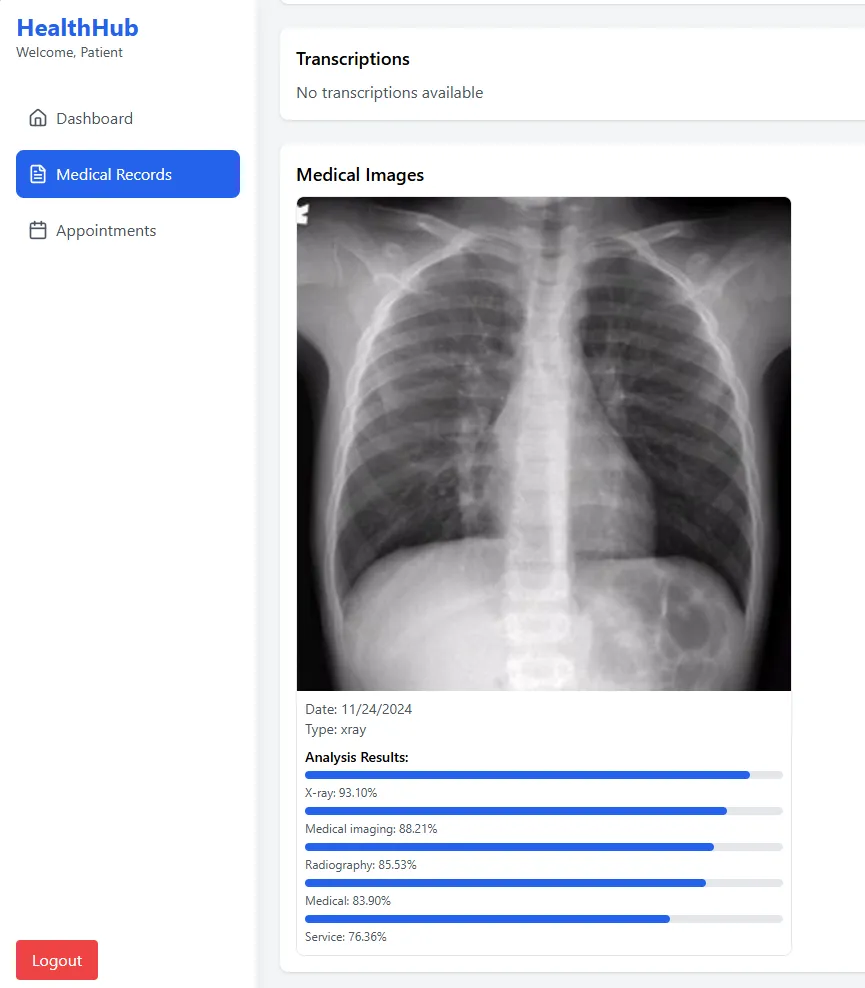 HealthHub
Welcome, Patient
Dashboard
Medical Records
Appointments
Logout
Transcriptions
No transcriptions available
Medical Images
Date: 11/24/2024
Type: xray
Analysis Results:
X-ray: 93.10%
Medical imaging: 88.21%
Radiography: 85.53%
Medical: 83.90%
Service: 76.36%